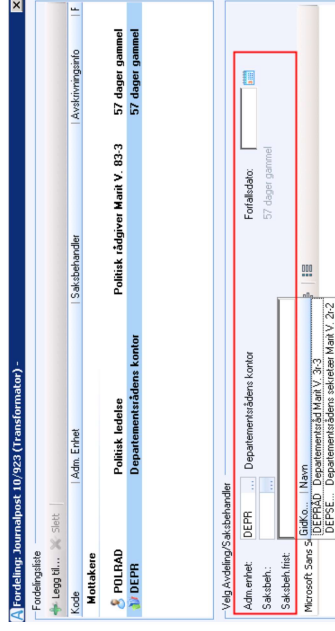 Fordeling: Journalpost 10/923 (Transformator) -
Fordelingsliste
Legg til... Slett
Kode Adm. Enhet Saksbehandler Avskrivningsinfo F
Mottakere
POLRAD Politisk ledelse Politisk rådgiver Marit V. 83-3 57 dager gammel
DEPR Departementsrådens kontor 57 dager gammel
Velg Avdeling/Saksbehandler
Adm.enhet: DEPR ... Departementsrådens kontor Forfallsdato:
Saksbeh.: ... 57 dager gammel
Saksbeh.frist:
GidKo... Navn
Microsoft Sans S
DEPRÅD Departementsråd Marit V. 3r-3
DEPSE... Departementsrådens sekretær Marit V. 2r-2